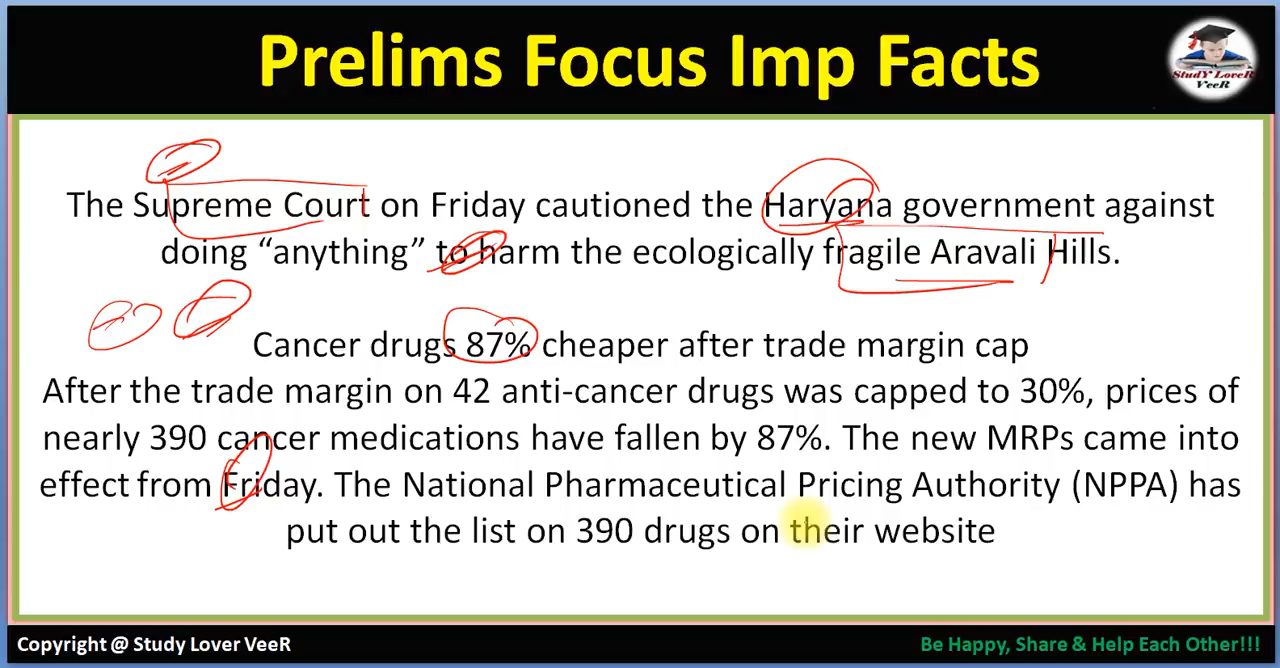 Prelims Focus Imp Facts
StudY LoveR
VeeR
The Supreme Court on Friday cautioned the Haryana government against
doing “anything” to harm the ecologically fragile Aravali Hills.
Cancer drugs 87% cheaper after trade margin cap
After the trade margin on 42 anti-cancer drugs was capped to 30%, prices of
nearly 390 cancer medications have fallen by 87%. The new MRPs came into
effect from Friday. The National Pharmaceutical Pricing Authority (NPPA) has
put out the list on 390 drugs on their website
Copyright @ Study Lover VeeR
Be Happy, Share & Help Each Other!!!